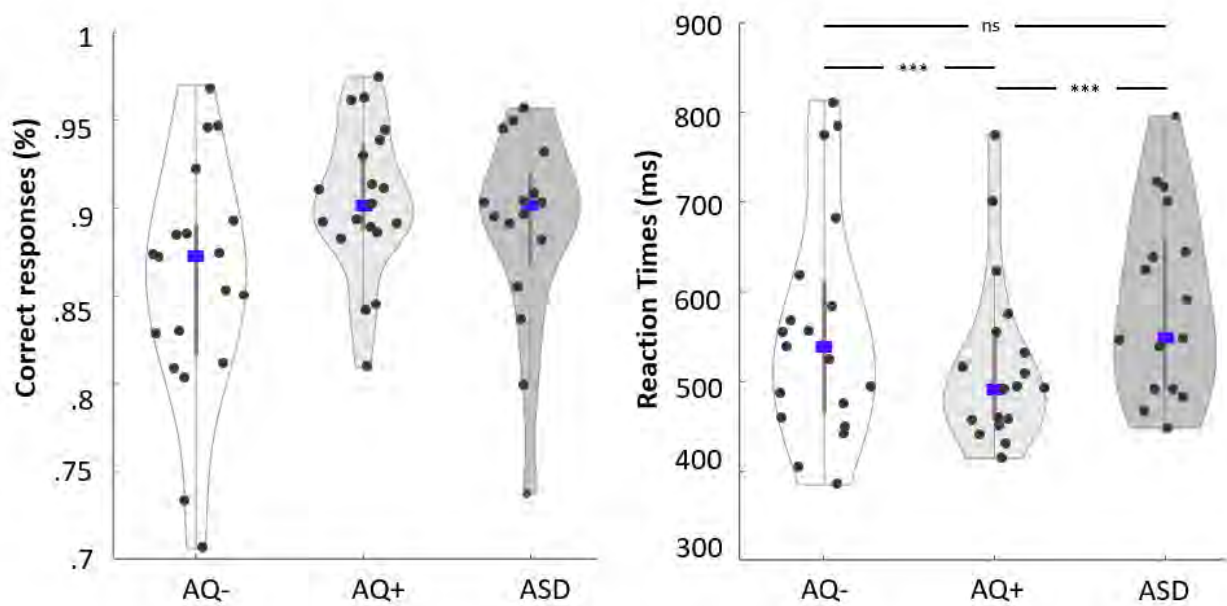 Correct responses (%)
1
.95
.9
.85
.8
.75
.7
AQ-
AQ+
ASD
Reaction Times (ms)
900
800
700
600
500
400
300
ns
***
***
AQ-
AQ+
ASD